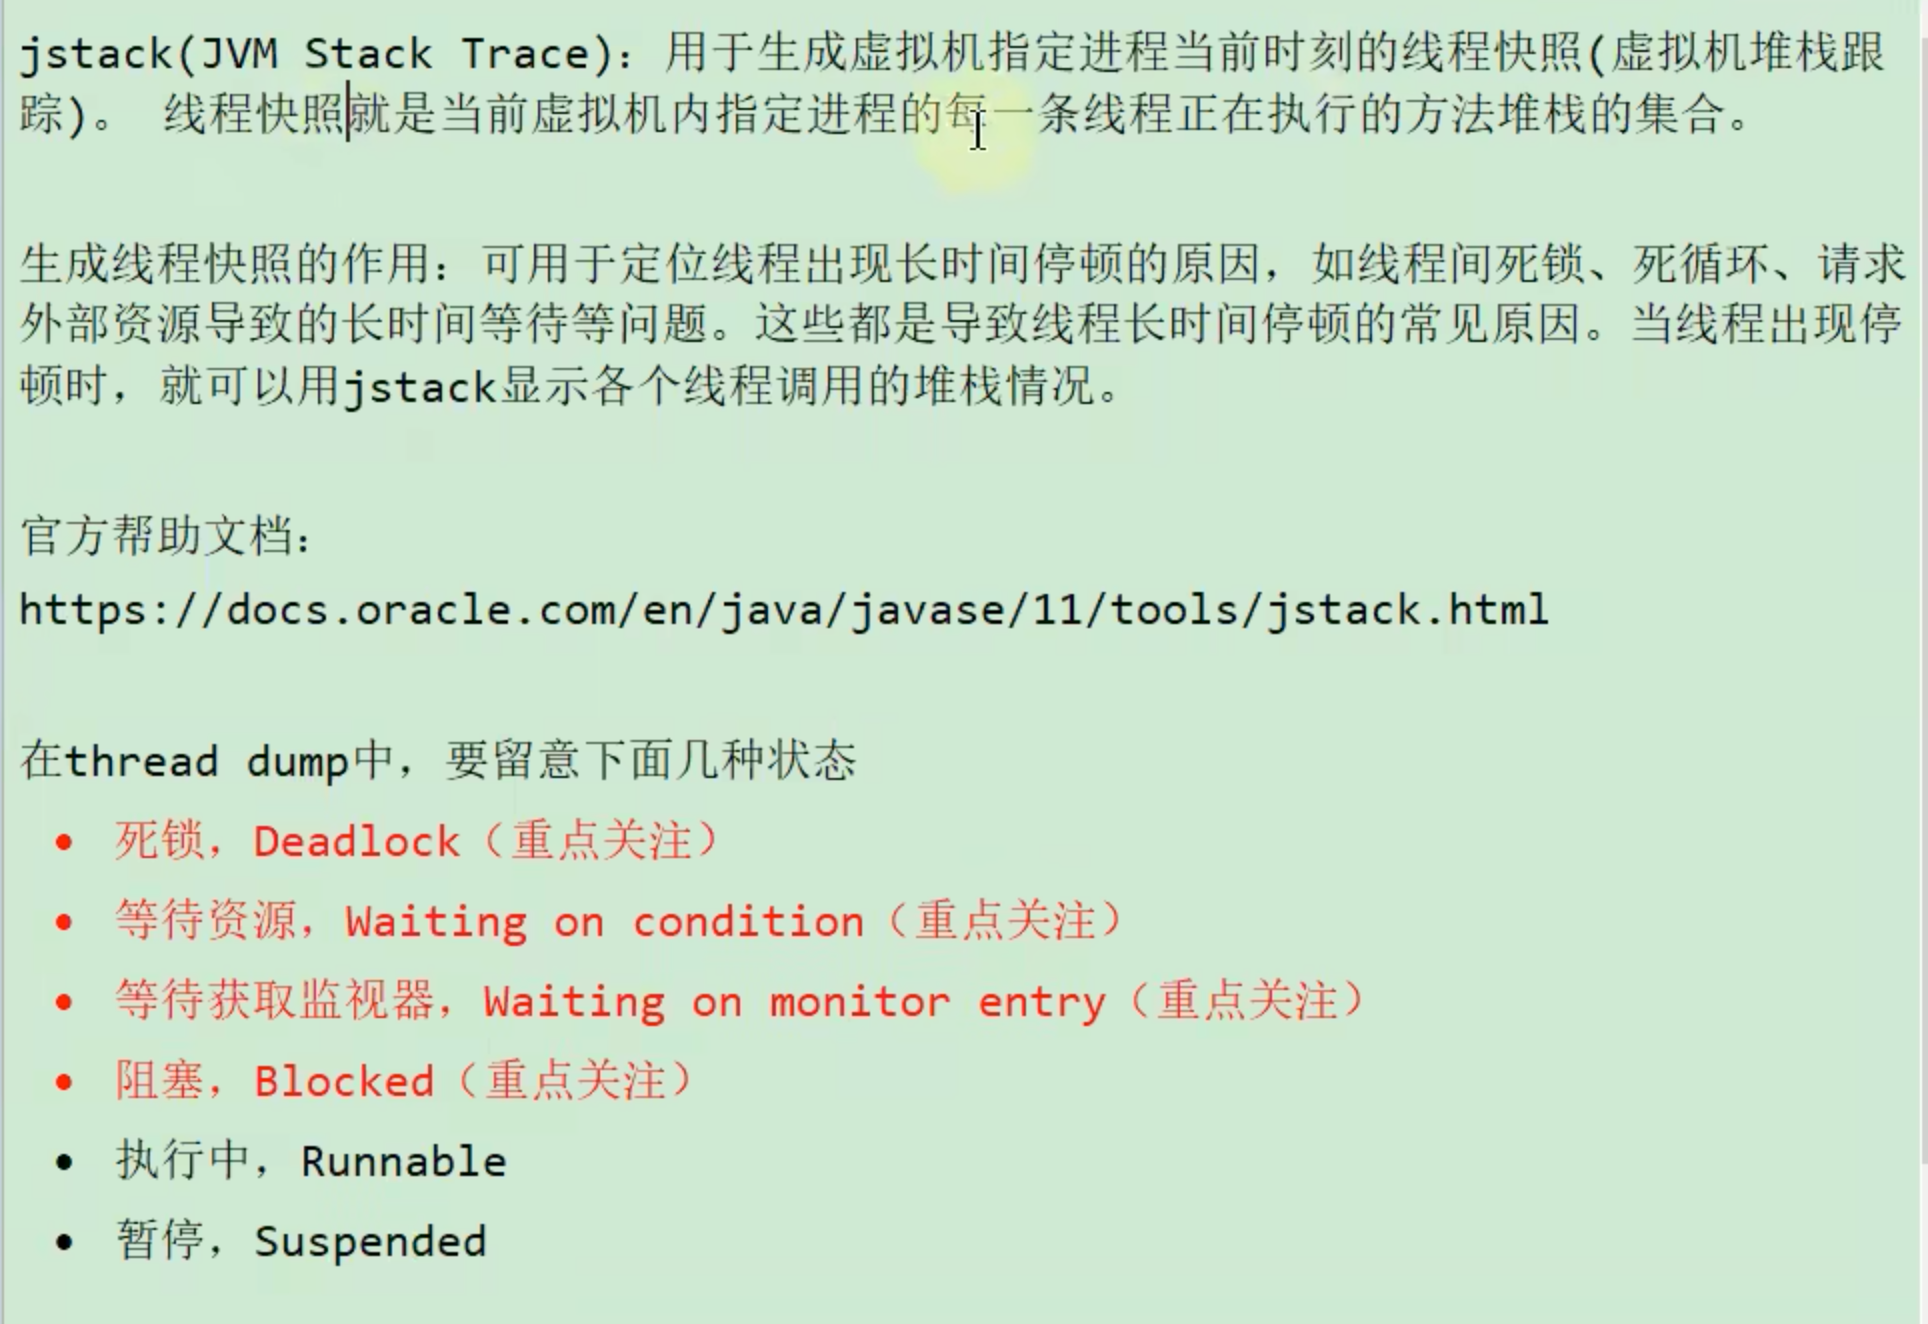 jstack(JVM Stack Trace)：用于生成虚拟机指定进程当前时刻的线程快照(虚拟机堆栈跟
踪)。 线程快照就是当前虚拟机内指定进程的每一条线程正在执行的方法堆栈的集合。
生成线程快照的作用：可用于定位线程出现长时间停顿的原因，如线程间死锁、死循环、请求
外部资源导致的长时间等待等问题。这些都是导致线程长时间停顿的常见原因。当线程出现停
顿时，就可以用jstack显示各个线程调用的堆栈情况。
官方帮助文档：
https://docs.oracle.com/en/java/javase/11/tools/jstack.html
在thread dump中，要留意下面几种状态
• 死锁，Deadlock（重点关注）
• 等待资源，Waiting on condition（重点关注）
• 等待获取监视器，Waiting on monitor entry（重点关注）
• 阻塞，Blocked（重点关注）
• 执行中，Runnable
• 暂停，Suspended